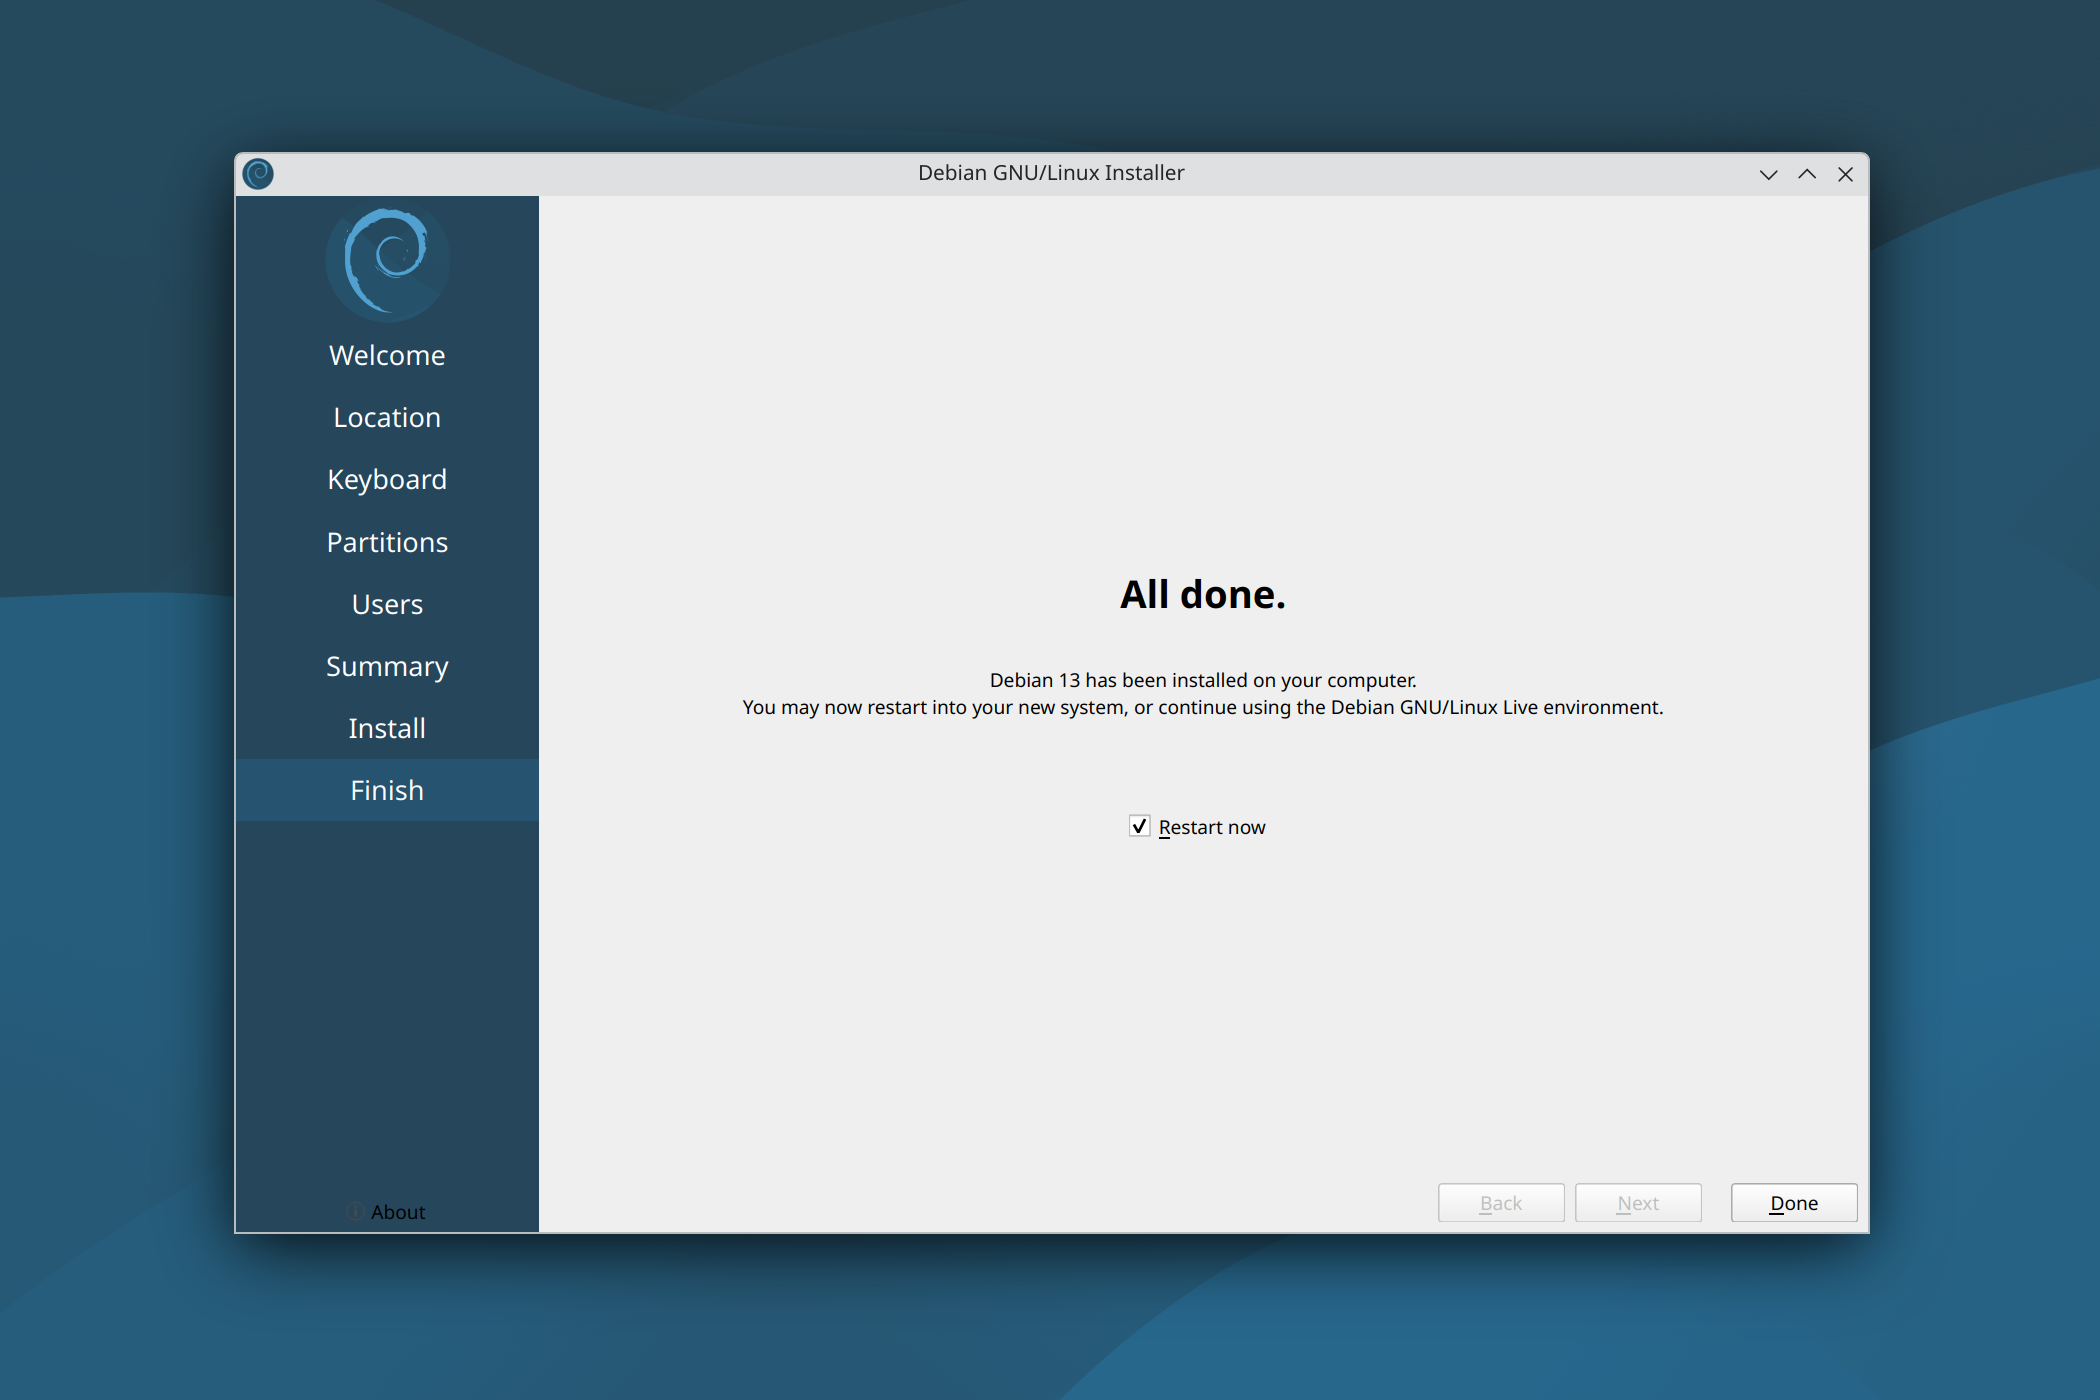 Debian GNU/Linux Installer
Welcome
Location
Keyboard
Partitions
Users
Summary
Install
Finish
About
All done.
Debian 13 has been installed on your computer.
You may now restart into your new system, or continue using the Debian GNU/Linux Live environment.
Restart now
Back
Next
Done